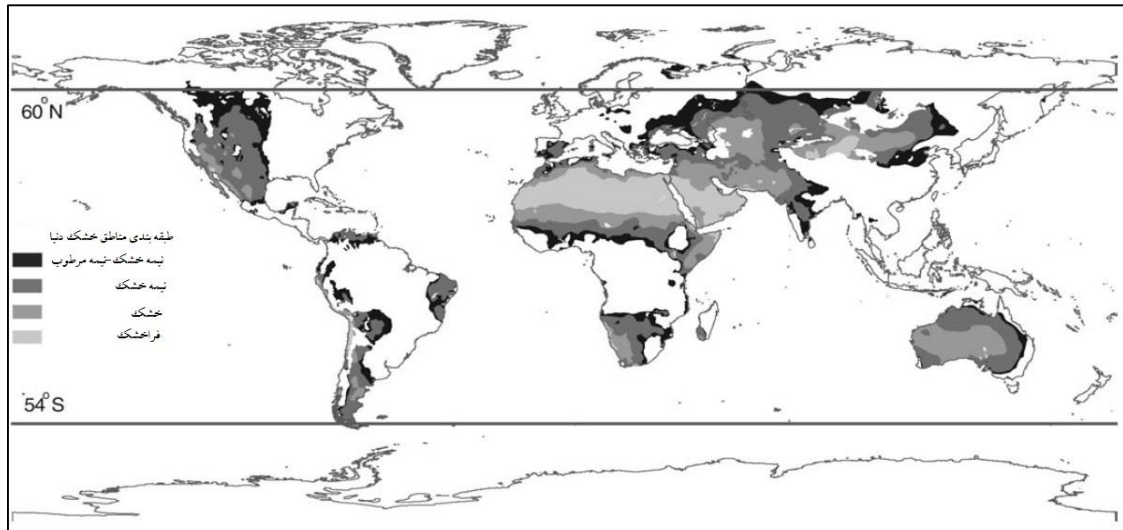 60°N
طبقه بندی مناطق خشک دنیا
نیمه خشک-نیمه مرطوب
نیمه خشک
خشک
فراخشک
54°S